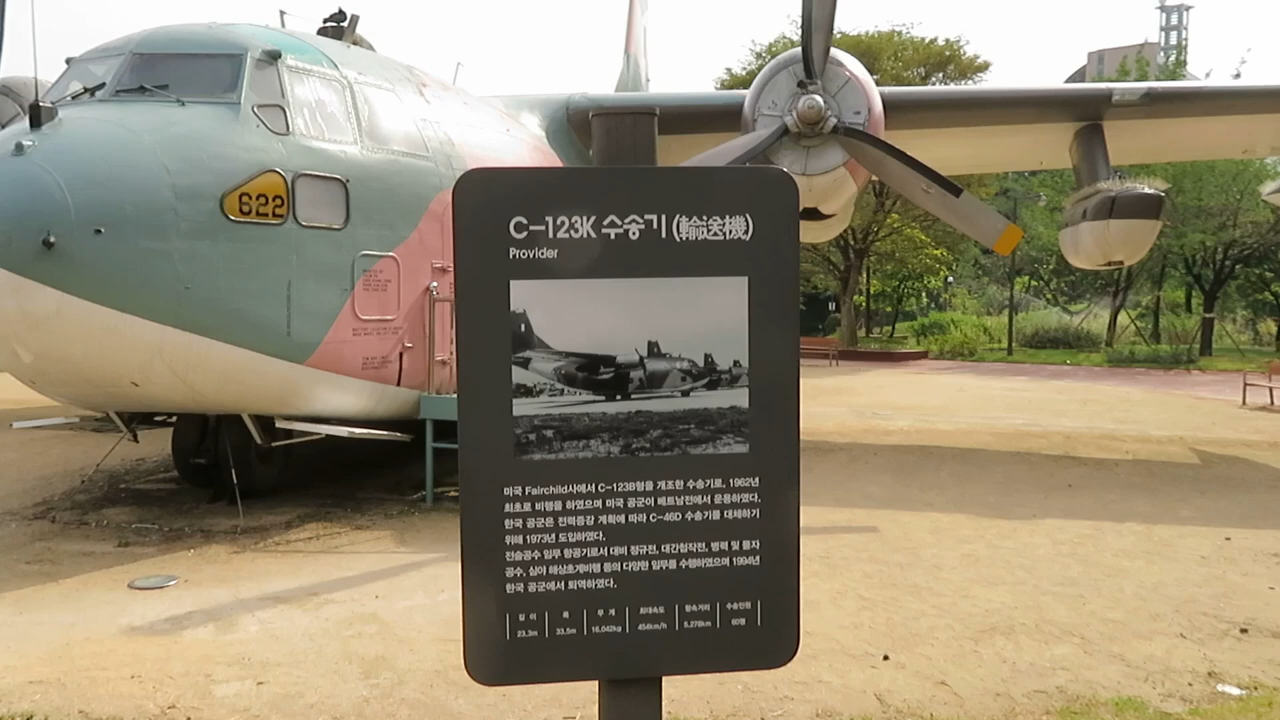 622
C-123K 수송기 (輸送機)
Provider
미국 Fairchild사에서 C-123B형을 개조한 수송기로, 1962년
최초로 비행을 하였으며 미국 공군이 베트남전에서 운용하였다.
한국 공군은 전력증강 계획에 따라 C-46D 수송기를 대체하기
위해 1973년 도입하였다.
전술공수 임무 항공기로서 대비 정규전, 대간첩작전, 병력 및 물자
공수, 심야 해상초계비행 등의 다양한 임무를 수행하였으며 1994년
한국 공군에서 퇴역하였다.
길 이 폭 무 게 최대속도 항속거리 수송인원
23.3m 33.5m 16.042kg 456km/h 5.278km 60명